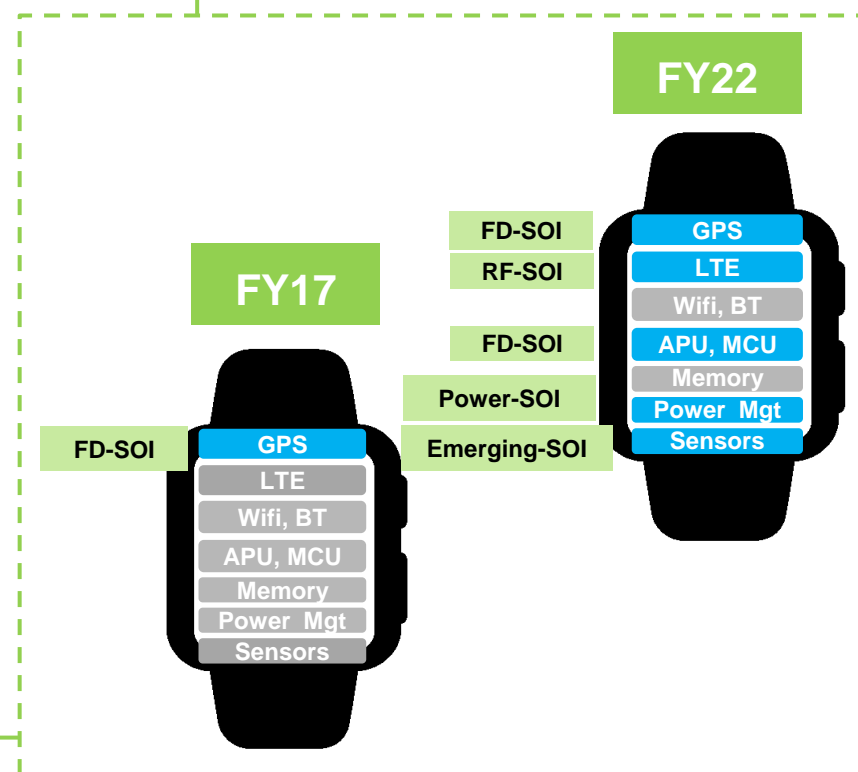 FY22
FD-SOI
GPS
RF-SOI
LTE
Wifi, BT
FD-SOI
APU, MCU
Memory
Power-SOI
Power Mgt
Emerging-SOI
Sensors
FY17
FD-SOI
GPS
LTE
Wifi, BT
APU, MCU
Memory
Power Mgt
Sensors